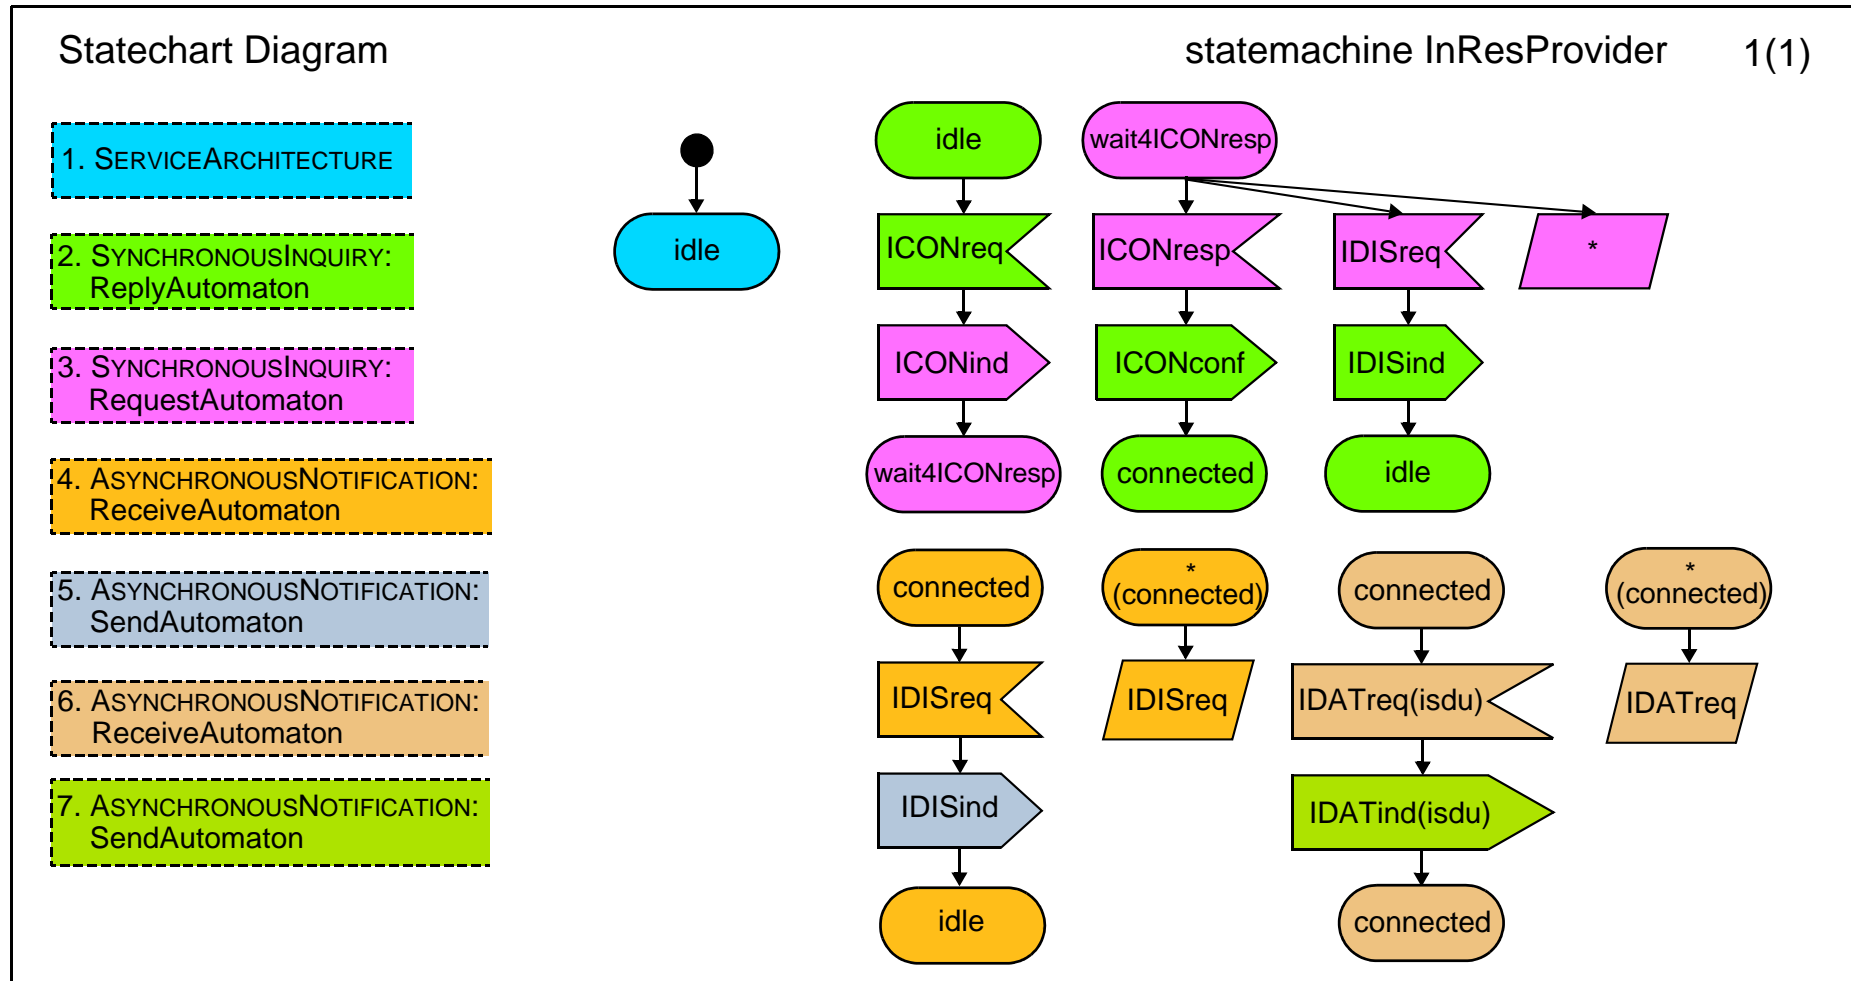 Statechart Diagram
statemachine InResProvider 1(1)
1. SERVICEARCHITECTURE
2. SYNCHRONOUSINQUIRY:
ReplyAutomaton
3. SYNCHRONOUSINQUIRY:
RequestAutomaton
4. ASYNCHRONOUSNOTIFICATION:
ReceiveAutomaton
5. ASYNCHRONOUSNOTIFICATION:
SendAutomaton
6. ASYNCHRONOUSNOTIFICATION:
ReceiveAutomaton
7. ASYNCHRONOUSNOTIFICATION:
SendAutomaton
idle
idle
ICONreq
ICONind
wait4ICONresp
wait4ICONresp
ICONresp
ICONconf
connected
IDISreq
IDISind
idle
*
connected
IDISreq
IDISind
idle
*
(connected)
IDISreq
connected
IDATreq(isdu)
IDATind(isdu)
connected
*
(connected)
IDATreq